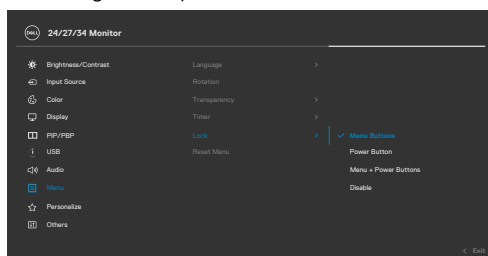 DELL
24/27/34 Monitor
Brightness/Contrast
Input Source
Color
Display
PIP/PBP
USB
Audio
Menu
Personalize
Others
Language
Rotation
Transparency
Timer
Lock
Reset Menu
Menu Buttons
Power Button
Menu + Power Buttons
Disable
Exit